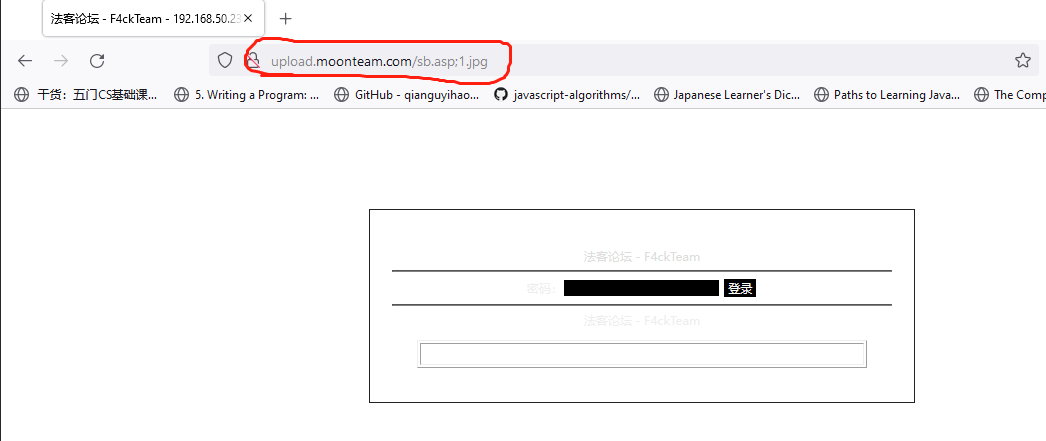 法客论坛 - F4ckTeam - 192.168.50.23
upload.moonteam.com/sb.asp;1.jpg
干货：五门CS基础课...
5. Writing a Program: ...
GitHub - qianguyihao...
javascript-algorithms/...
Japanese Learner's Dic...
Paths to Learning Java...
The Comp
法客论坛 - F4ckTeam
密码： 登录
法客论坛 - F4ckTeam